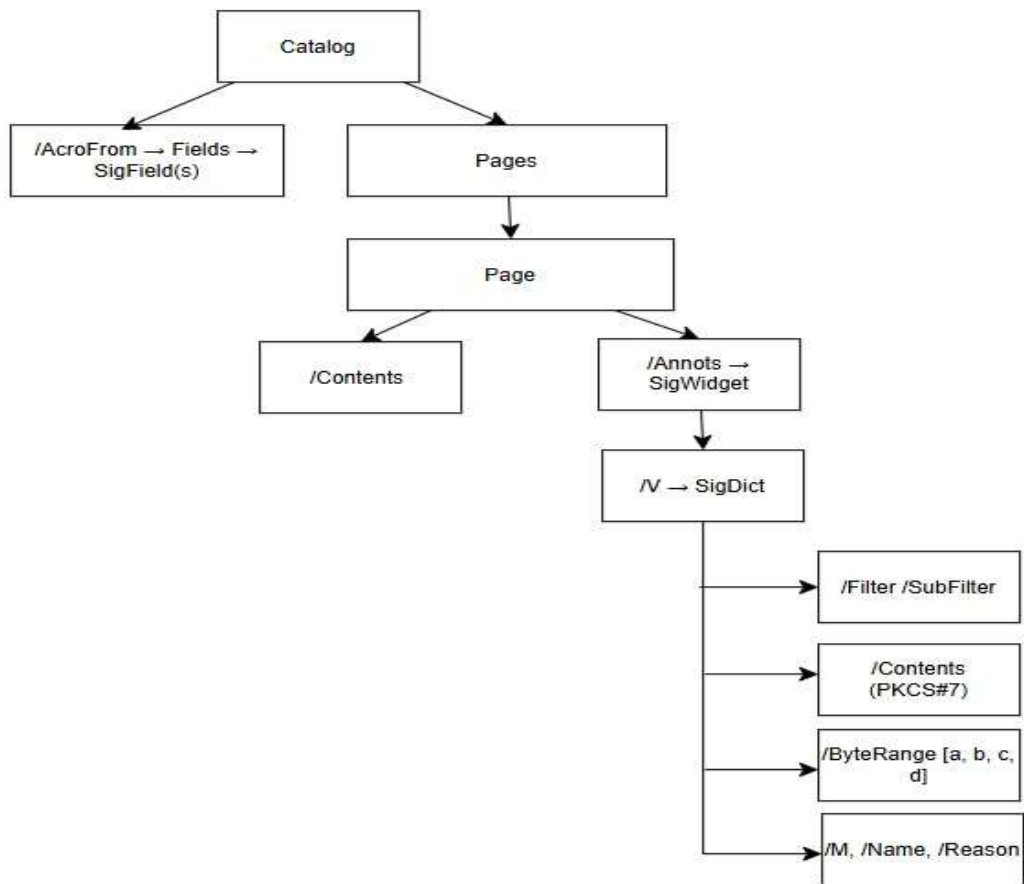 Catalog
/AcroFrom → Fields →
SigField(s)
Pages
Page
/Contents
/Annots →
SigWidget
/V → SigDict
/Filter /SubFilter
/Contents
(PKCS#7)
/ByteRange [a, b, c,
d]
/M, /Name, /Reason